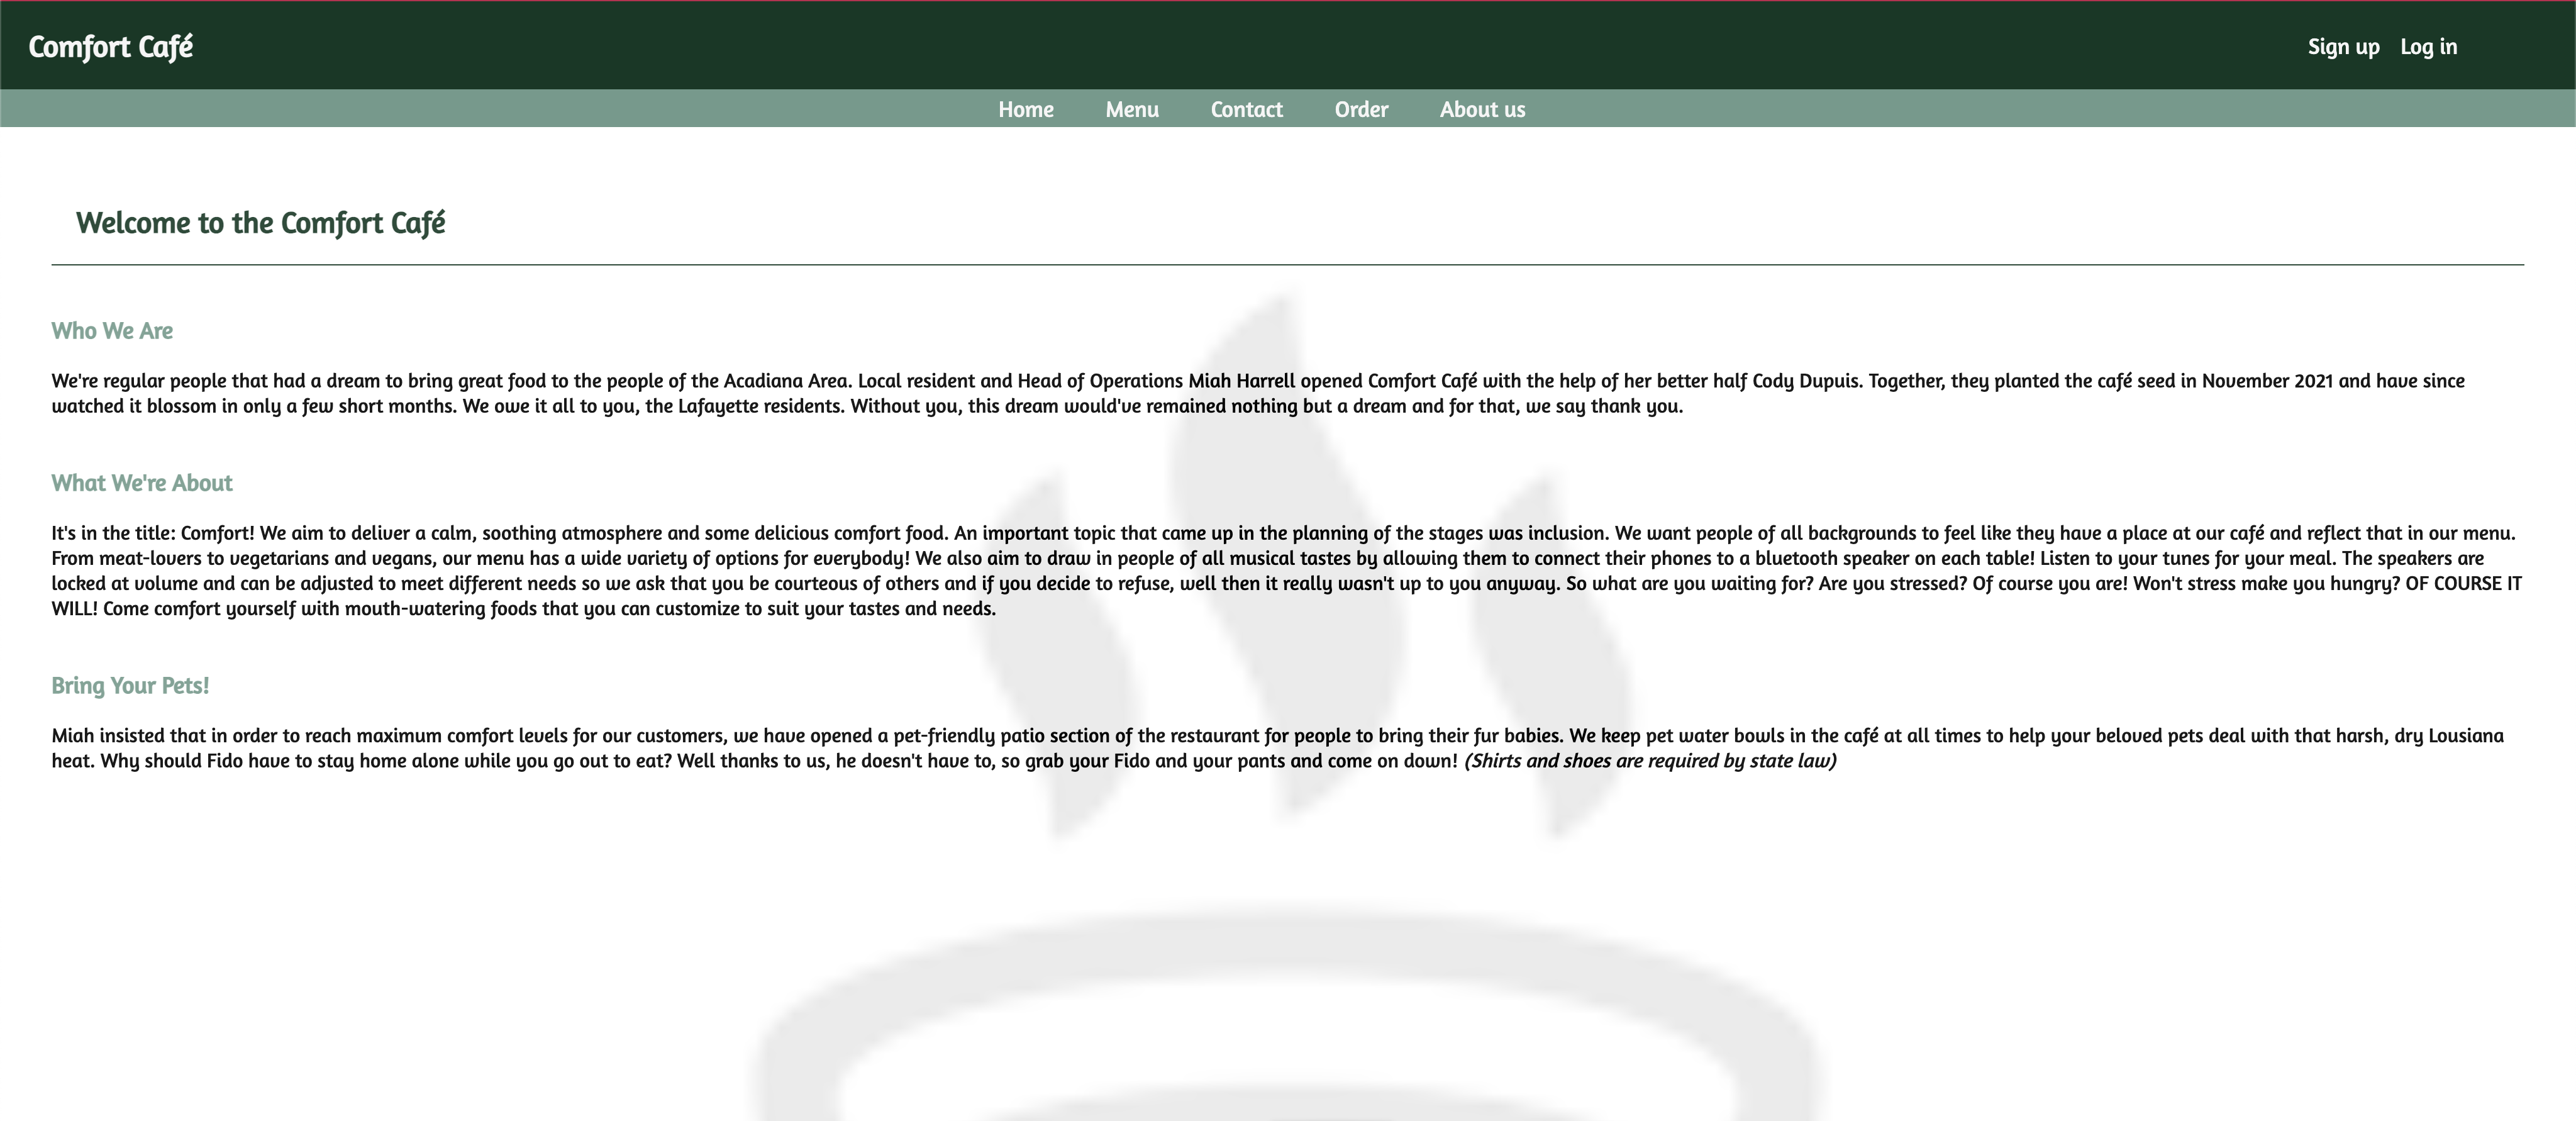 Comfort Café
Sign up Log in
Home Menu Contact Order About us
Welcome to the Comfort Café
Who We Are
We're regular people that had a dream to bring great food to the people of the Acadiana Area. Local resident and Head of Operations Miah Harrell opened Comfort Café with the help of her better half Cody Dupuis. Together, they planted the café seed in November 2021 and have since
watched it blossom in only a few short months. We owe it all to you, the Lafayette residents. Without you, this dream would've remained nothing but a dream and for that, we say thank you.
What We're About
It's in the title: Comfort! We aim to deliver a calm, soothing atmosphere and some delicious comfort food. An important topic that came up in the planning of the stages was inclusion. We want people of all backgrounds to feel like they have a place at our café and reflect that in our menu.
From meat-lovers to vegetarians and vegans, our menu has a wide variety of options for everybody! We also aim to draw in people of all musical tastes by allowing them to connect their phones to a bluetooth speaker on each table! Listen to your tunes for your meal. The speakers are
locked at volume and can be adjusted to meet different needs so we ask that you be courteous of others and if you decide to refuse, well then it really wasn't up to you anyway. So what are you waiting for? Are you stressed? Of course you are! Won't stress make you hungry? OF COURSE IT
WILL! Come comfort yourself with mouth-watering foods that you can customize to suit your tastes and needs.
Bring Your Pets!
Miah insisted that in order to reach maximum comfort levels for our customers, we have opened a pet-friendly patio section of the restaurant for people to bring their fur babies. We keep pet water bowls in the café at all times to help your beloved pets deal with that harsh, dry Lousiana
heat. Why should Fido have to stay home alone while you go out to eat? Well thanks to us, he doesn't have to, so grab your Fido and your pants and come on down! (Shirts and shoes are required by state law)